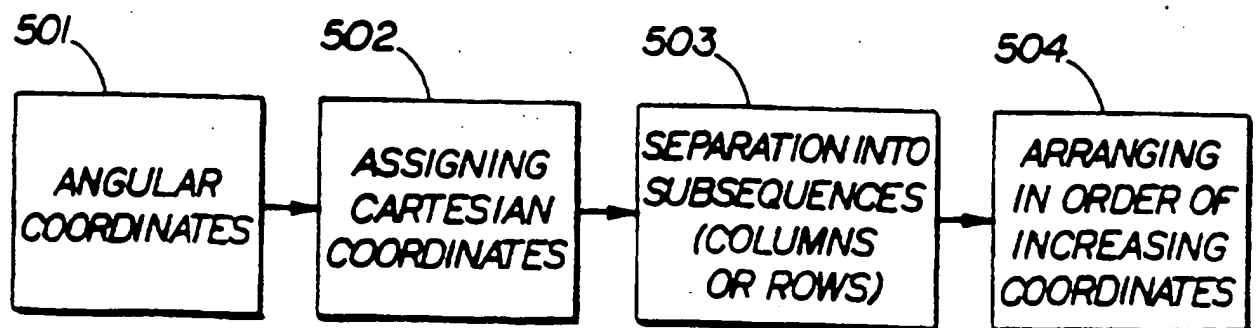 501
502
503
504
ANGULAR
COORDINATES
ASSIGNING
CARTESIAN
COORDINATES
SEPARATION INTO
SUBSEQUENCES
(COLUMNS
OR ROWS)
ARRANGING
IN ORDER OF
INCREASING
COORDINATES